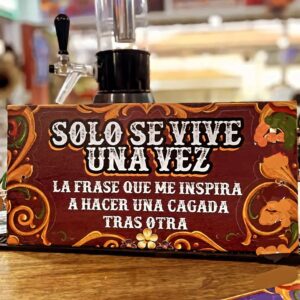 SOLO SE VIVE
UNA VEZ
LA FRASE QUE ME INSPIRA
A HACER UNA CAGADA
TRAS OTRA